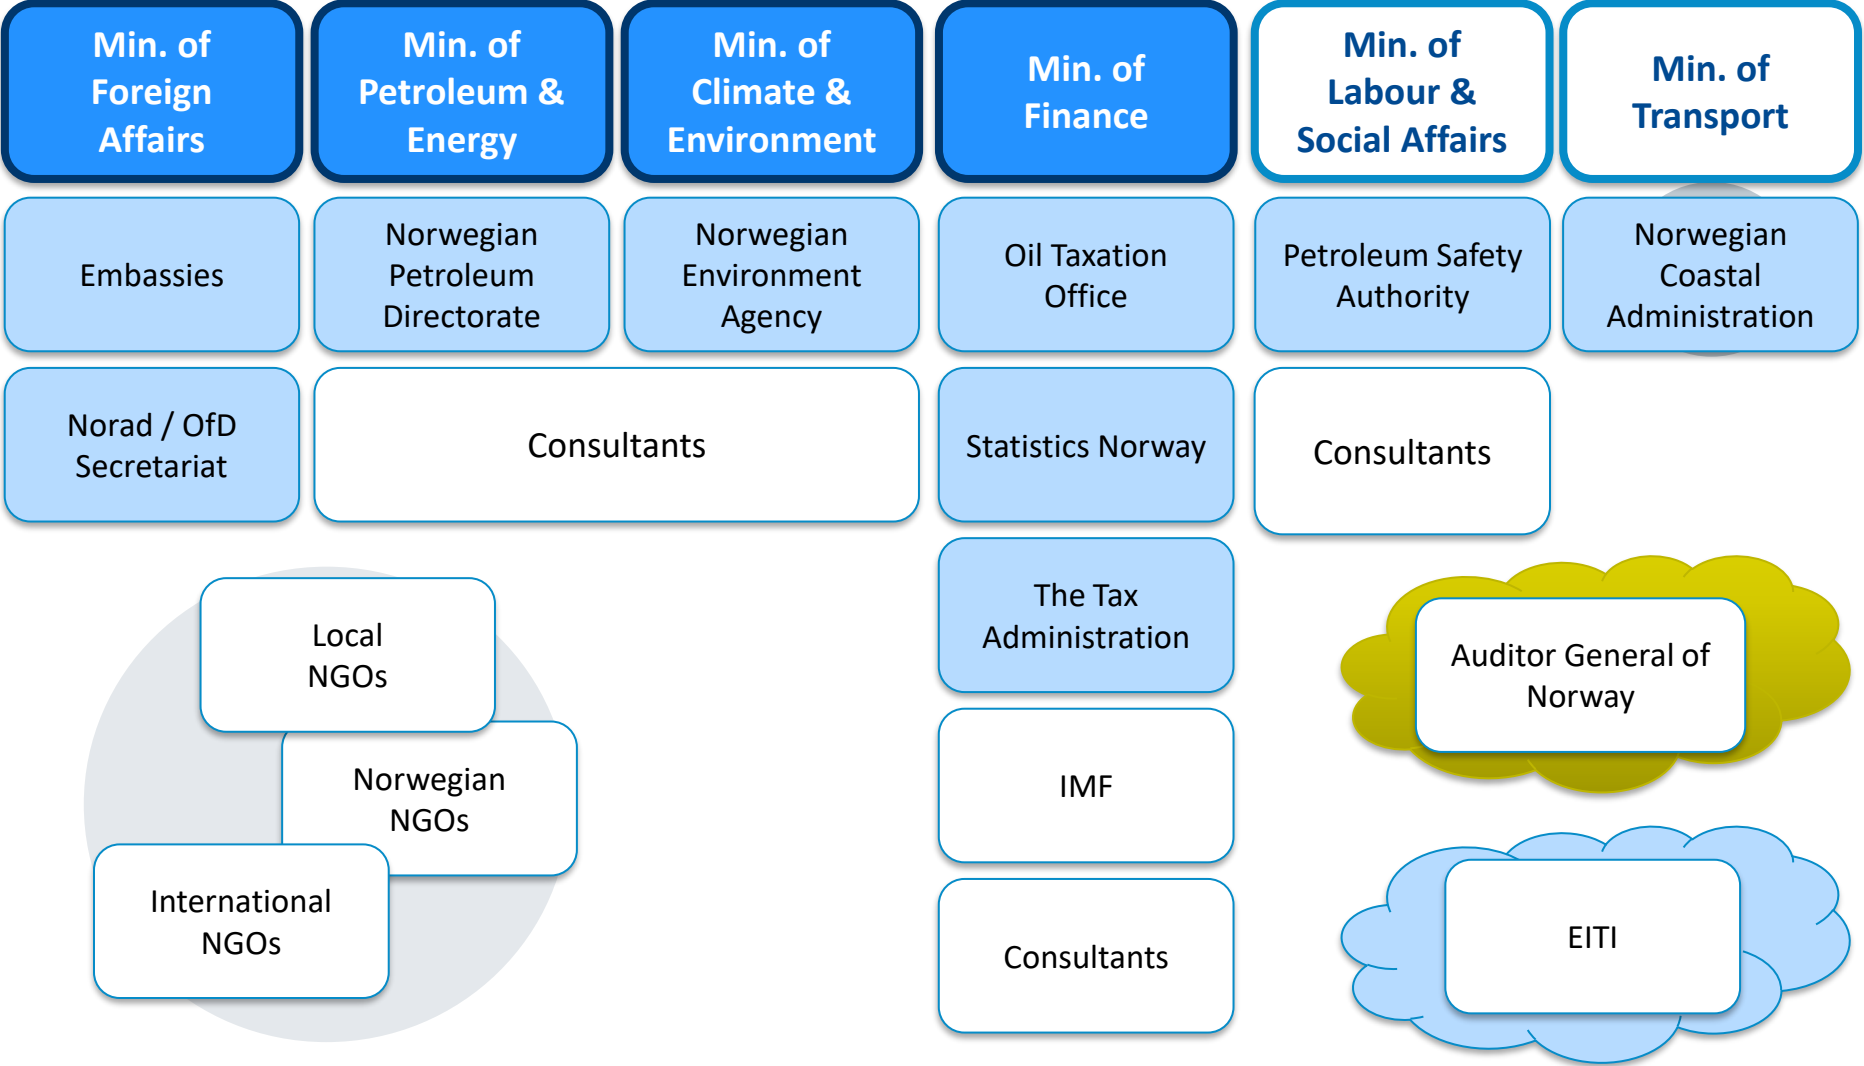 Min. of
Foreign
Affairs
Min. of
Petroleum &
Energy
Min. of
Climate &
Environment
Min. of
Finance
Min. of
Labour &
Social Affairs
Min. of
Transport
Embassies
Norwegian
Petroleum
Directorate
Norwegian
Environment
Agency
Oil Taxation
Office
Petroleum Safety
Authority
Norwegian
Coastal
Administration
Norad / OfD
Secretariat
Consultants
Statistics Norway
Consultants
The Tax
Administration
Local
NGOs
Auditor General of
Norway
Norwegian
NGOs
IMF
International
NGOs
Consultants
EITI